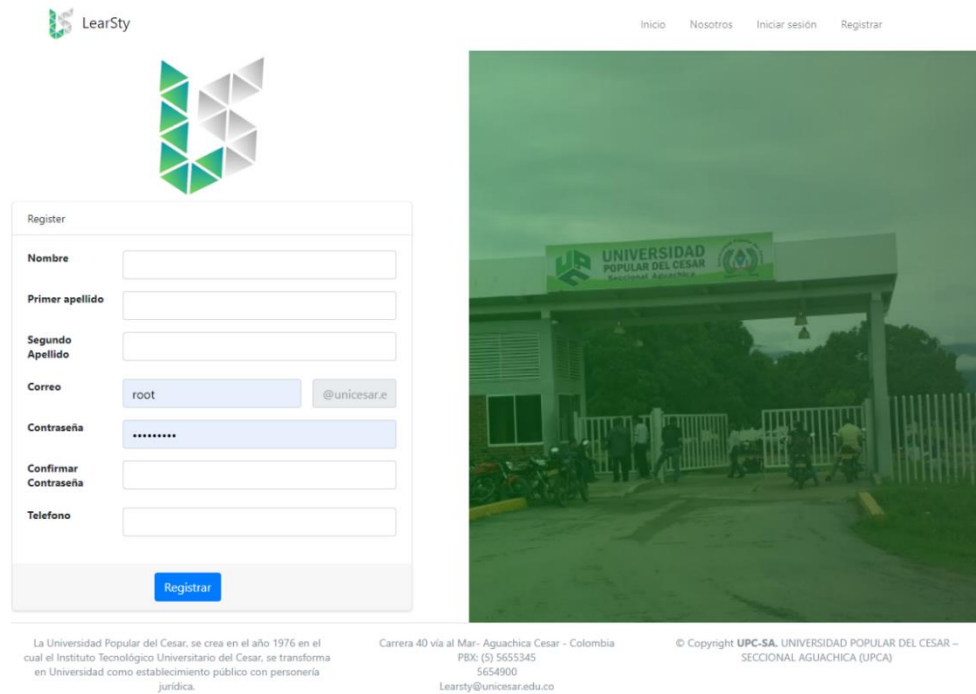 LearSty
Inicio Nosotros Iniciar sesión Registrar
Register
Nombre
Primer apellido
Segundo
Apellido
Correo root @unicesar.e
Contraseña •••••••••
Confirmar
Contraseña
Telefono
Registrar
UNIVERSIDAD
POPULAR DEL CESAR
Seccional Aguachica
La Universidad Popular del Cesar, se crea en el año 1976 en el
cual el Instituto Tecnológico Universitario del Cesar, se transforma
en Universidad como establecimiento público con personería
jurídica.
Carrera 40 vía al Mar- Aguachica Cesar - Colombia
PBX: (5) 5655345
5654900
Learsty@unicesar.edu.co
© Copyright UPC-SA. UNIVERSIDAD POPULAR DEL CESAR –
SECCIONAL AGUACHICA (UPCA)